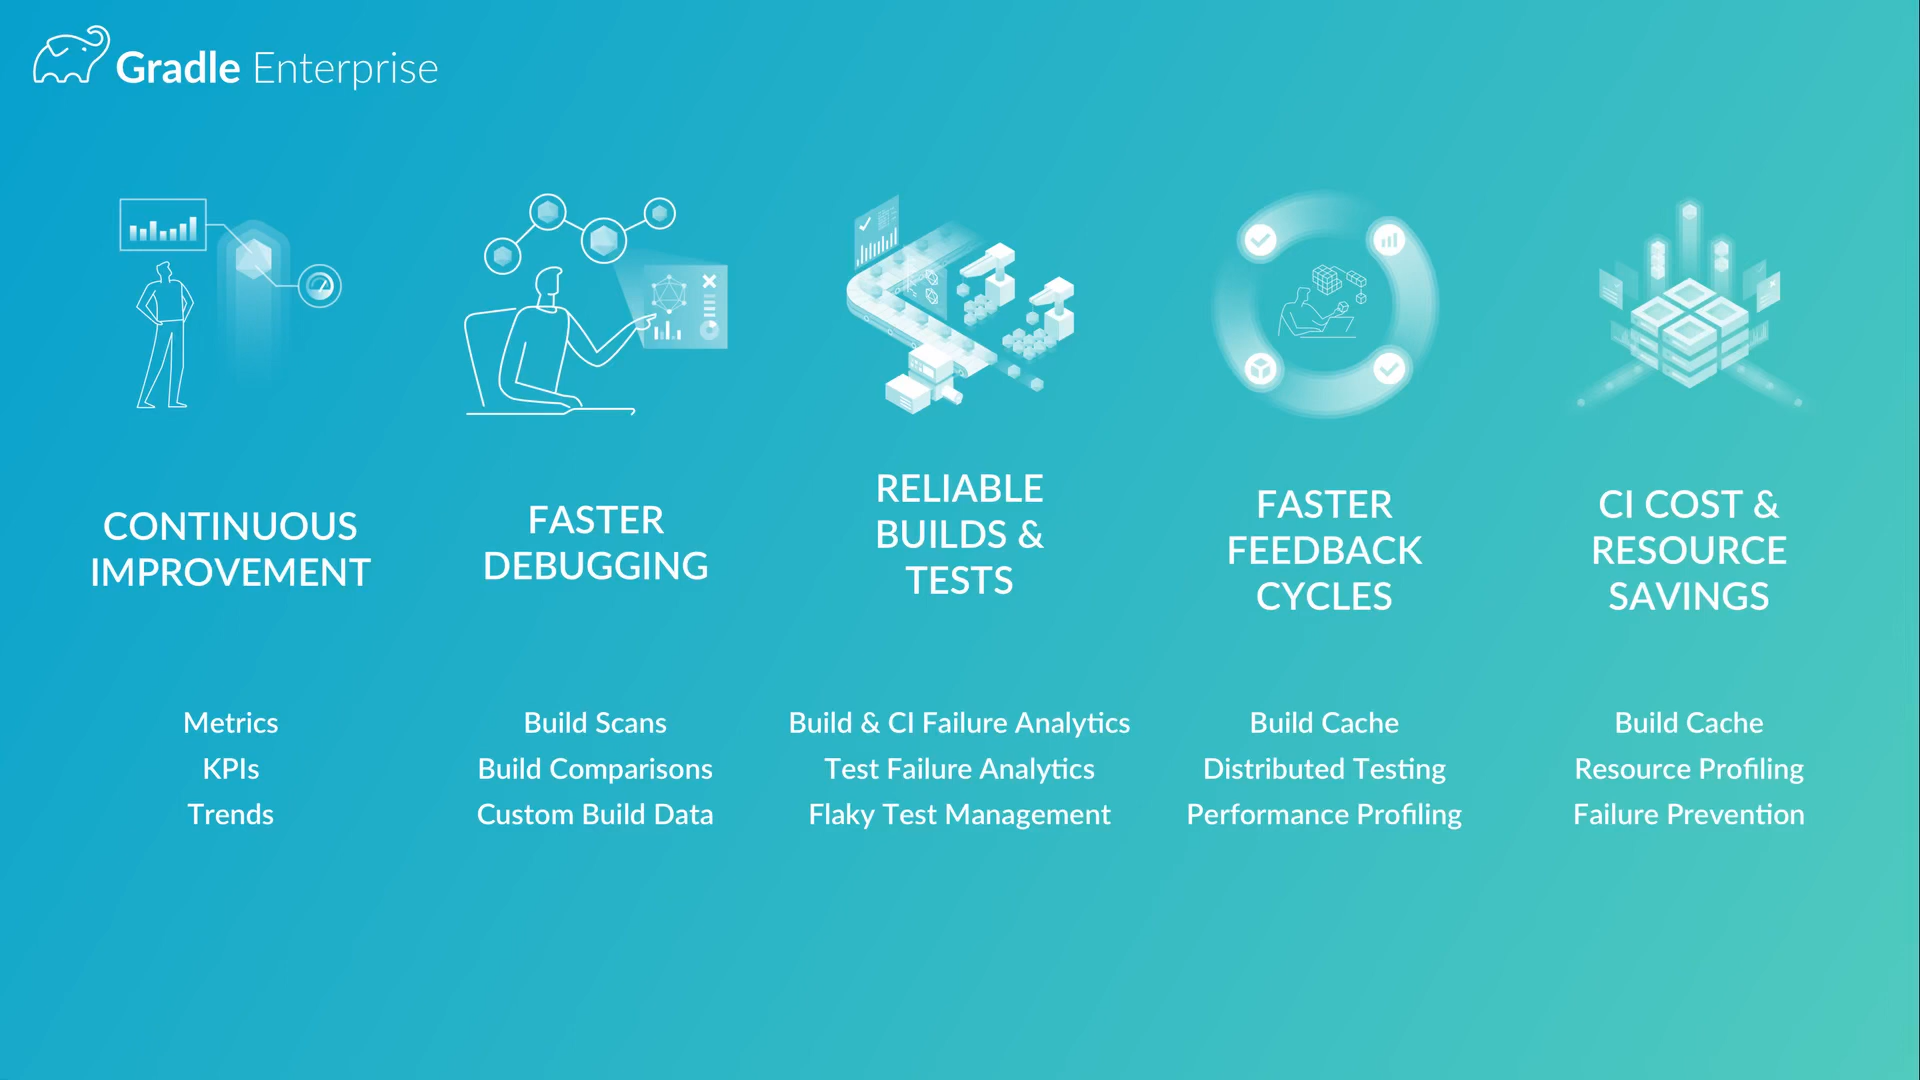 Gradle Enterprise
CONTINUOUS
IMPROVEMENT
Metrics
KPIs
Trends
FASTER
DEBUGGING
Build Scans
Build Comparisons
Custom Build Data
RELIABLE
BUILDS &
TESTS
Build & CI Failure Analytics
Test Failure Analytics
Flaky Test Management
FASTER
FEEDBACK
CYCLES
Build Cache
Distributed Testing
Performance Profiling
CI COST &
RESOURCE
SAVINGS
Build Cache
Resource Profiling
Failure Prevention